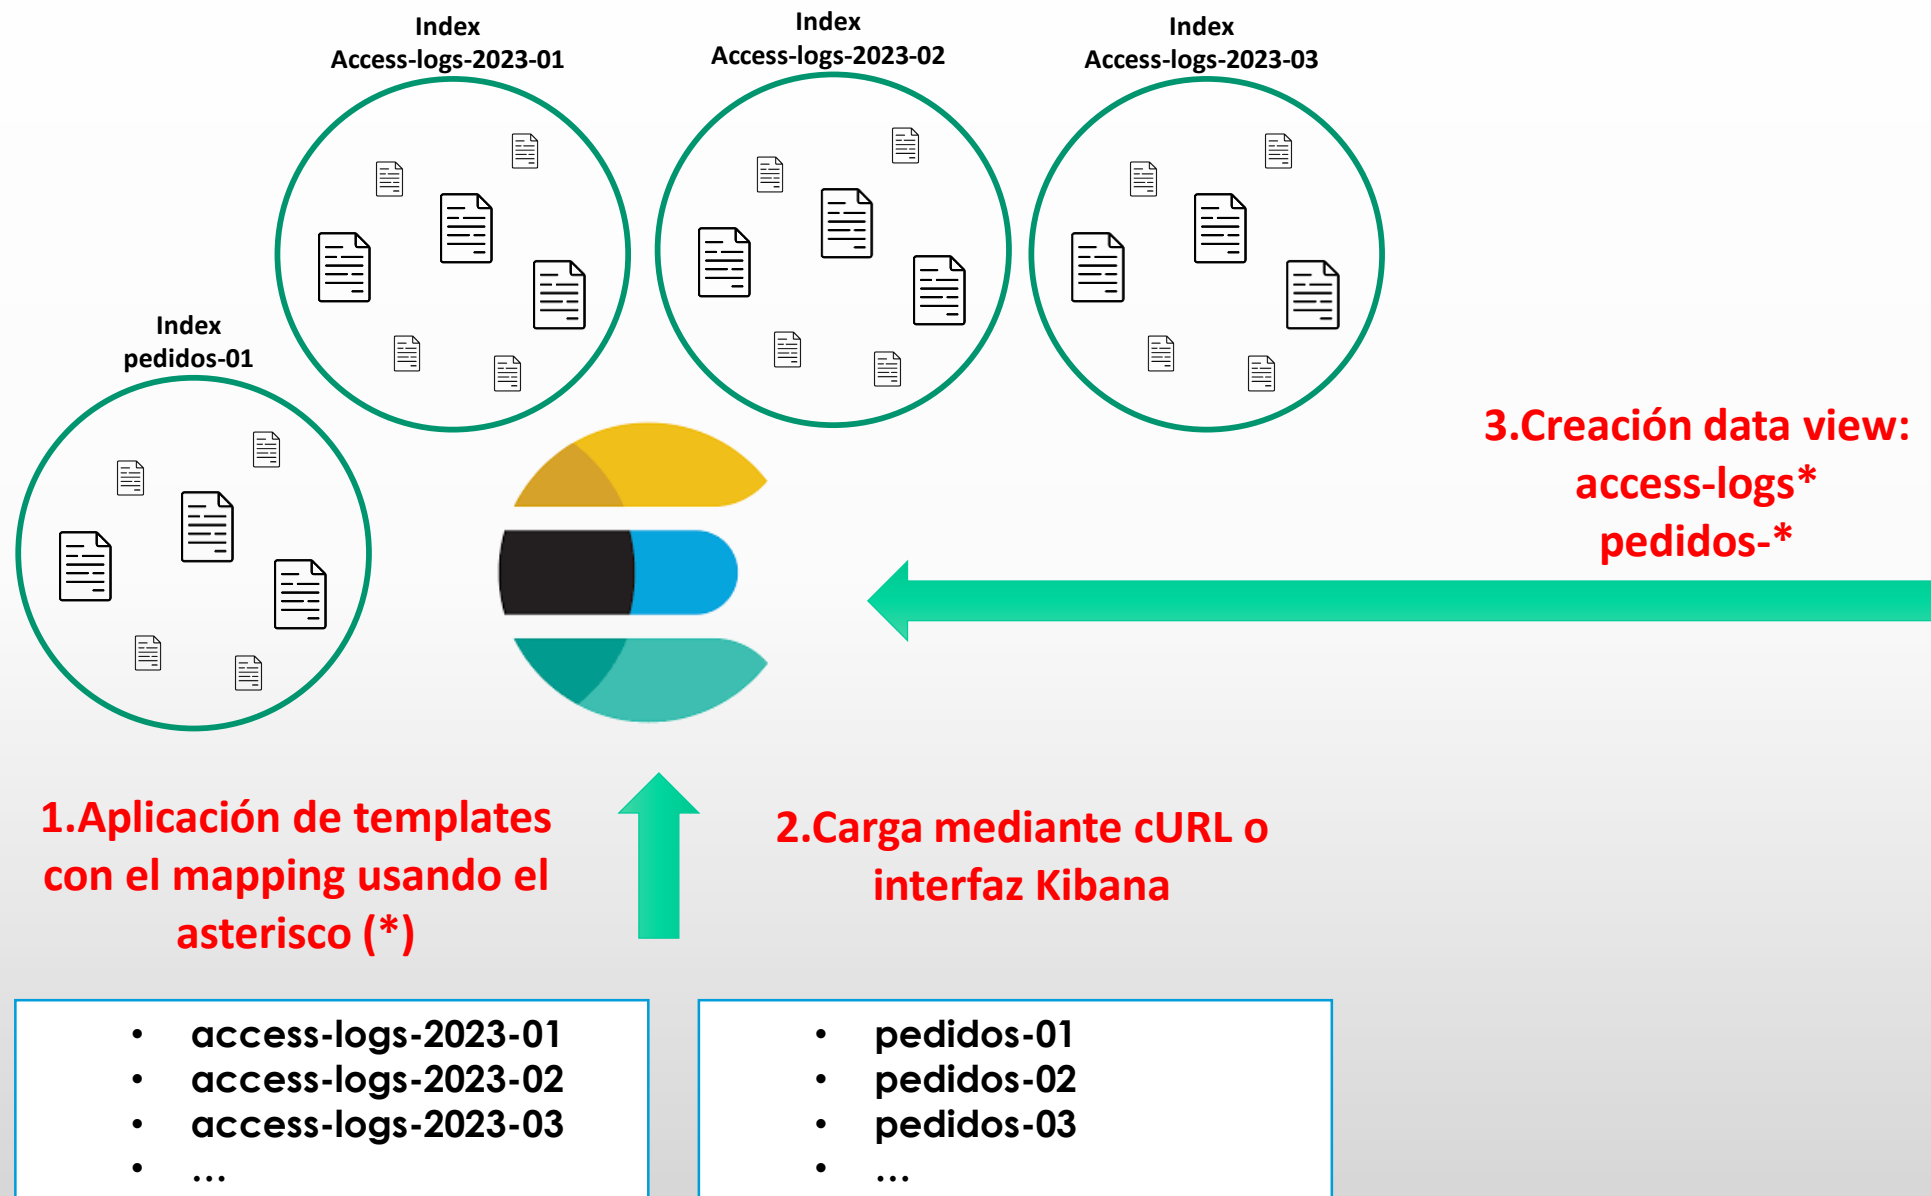 Index
Access-logs-2023-01
Index
Access-logs-2023-02
Index
Access-logs-2023-03
Index
pedidos-01
3.Creación data view:
access-logs*
pedidos-*
1.Aplicación de templates
con el mapping usando el
asterisco (*)
2.Carga mediante cURL o
interfaz Kibana
• access-logs-2023-01
• access-logs-2023-02
• access-logs-2023-03
• ...
• pedidos-01
• pedidos-02
• pedidos-03
• ...